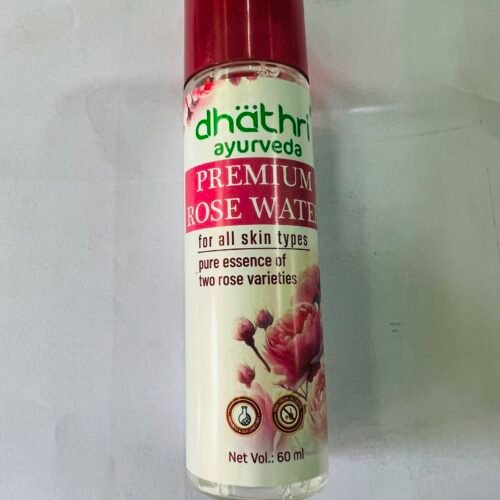 dhäthri
ayurveda
PREMIUM
ROSE WATE
for all skin types
pure essence of
two rose varieties
Net Vol.: 60 ml